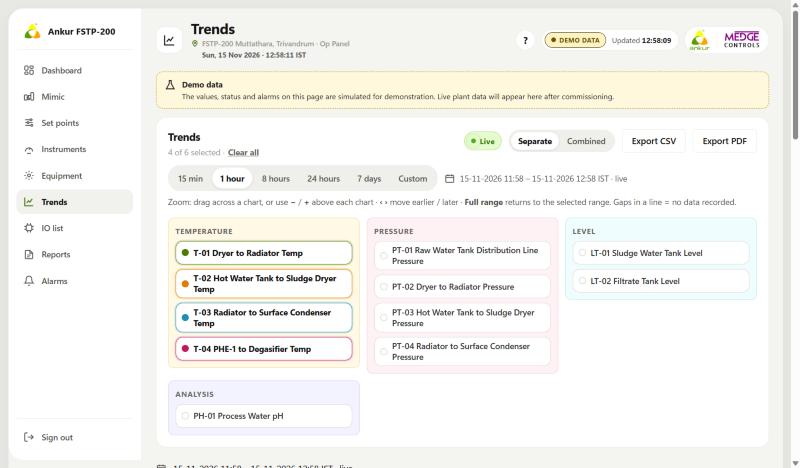 Ankur FSTP-200
Dashboard
Mimic
Set points
Instruments
Equipment
Trends
IO list
Reports
Alarms
Sign out
Trends
FSTP-200 Muttathara, Trivandrum · Op Panel
Sun, 15 Nov 2026 · 12:58:11 IST
?
DEMO DATA
Updated 12:58:09
ankur
MEDGE
CONTROLS
Demo data
The values, status and alarms on this page are simulated for demonstration. Live plant data will appear here after commissioning.
Trends
4 of 6 selected · Clear all
Live
Separate
Combined
Export CSV
Export PDF
15 min
1 hour
8 hours
24 hours
7 days
Custom
15-11-2026 11:58 – 15-11-2026 12:58 IST · live
Zoom: drag across a chart, or use − / + above each chart · ‹ › move earlier / later · Full range returns to the selected range. Gaps in a line = no data recorded.
TEMPERATURE
T-01 Dryer to Radiator Temp
T-02 Hot Water Tank to Sludge Dryer
Temp
T-03 Radiator to Surface Condenser
Temp
T-04 PHE-1 to Degasifier Temp
PRESSURE
PT-01 Raw Water Tank Distribution Line
Pressure
PT-02 Dryer to Radiator Pressure
PT-03 Hot Water Tank to Sludge Dryer
Pressure
PT-04 Radiator to Surface Condenser
Pressure
LEVEL
LT-01 Sludge Water Tank Level
LT-02 Filtrate Tank Level
ANALYSIS
PH-01 Process Water pH
15-11-2026 11:58 – 15-11-2026 12:58 IST · live